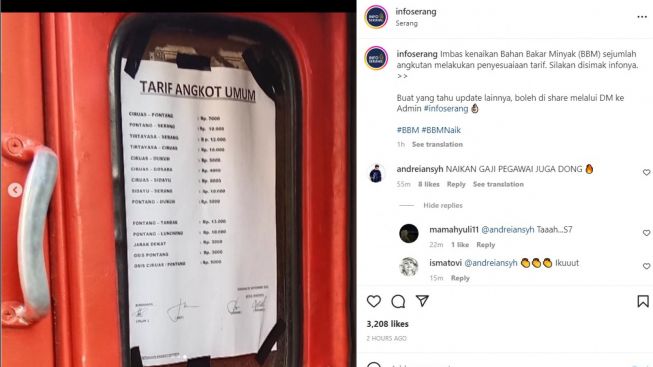 TARIF ANGKOT UMUM
CIRUAS - PONTANG : Rp. 7000
PONTANG - SERANG : Rp. 10.000
TIRTAYASA - SERANG : Rp 13.000
TIRTAYASA - CIRUAS : Rp. 10.000
CIRUAS - DUKUH : Rp. 5000
CIRUAS - GOSARA : Rp. 4000
CIRUAS - SIDAYU : Rp. 8000
SIDAYU - SERANG : Rp. 10.000
PONTANG - DUKUH : Rp. 5000
PONTANG - TANARA : Rp. 13.000
PONTANG - : Rp. 10.000
JARAK DEKAT : Rp. 3000
OSIS PONTANG : Rp. 3000
OSIS CIRUAS / PONTANG : Rp. 5000
infoserang
Serang
infoserang Imbas kenaikan Bahan Bakar Minyak (BBM) sejumlah
angkutan melakukan penyesuaiaan tarif. Silakan disimak infonya.
>>
Buat yang tahu update lainnya, boleh di share melalui DM ke
Admin #infoserang
#BBM #BBMNaik
1h See translation
andreiansyh NAIKAN GAJI PEGAWAI JUGA DONG
55m 8 likes Reply See translation
Hide replies
mamahyuli11 @andreiansyh Taaah...S7
22m 1 like Reply
ismatovi @andreiansyh Ikuuut
15m Reply
3,208 likes
2 HOURS AGO